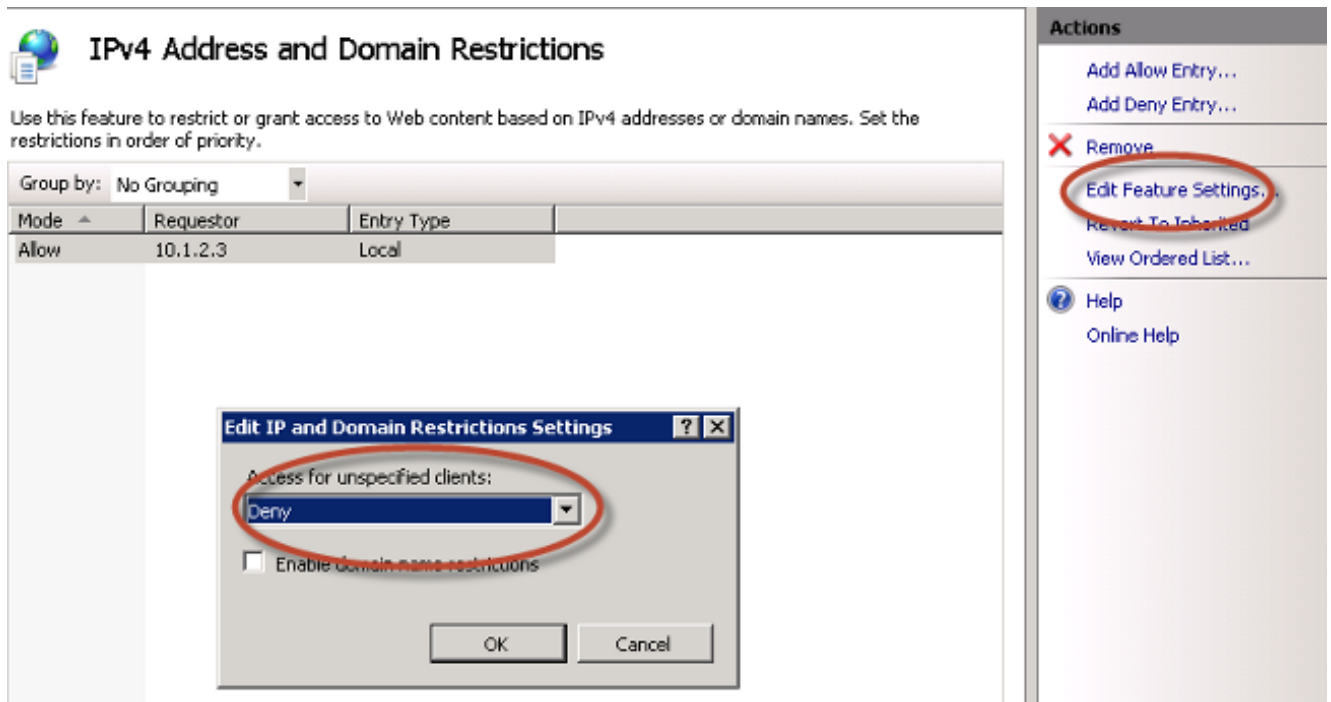 IPv4 Address and Domain Restrictions
Use this feature to restrict or grant access to Web content based on IPv4 addresses or domain names. Set the
restrictions in order of priority.
Group by: No Grouping
Mode Requestor Entry Type
Allow 10.1.2.3 Local
Edit IP and Domain Restrictions Settings
Access for unspecified clients:
Deny
Enable domain name restrictions
OK Cancel
Actions
Add Allow Entry...
Add Deny Entry...
Remove
Edit Feature Settings...
Revert To Inherited
View Ordered List...
Help
Online Help